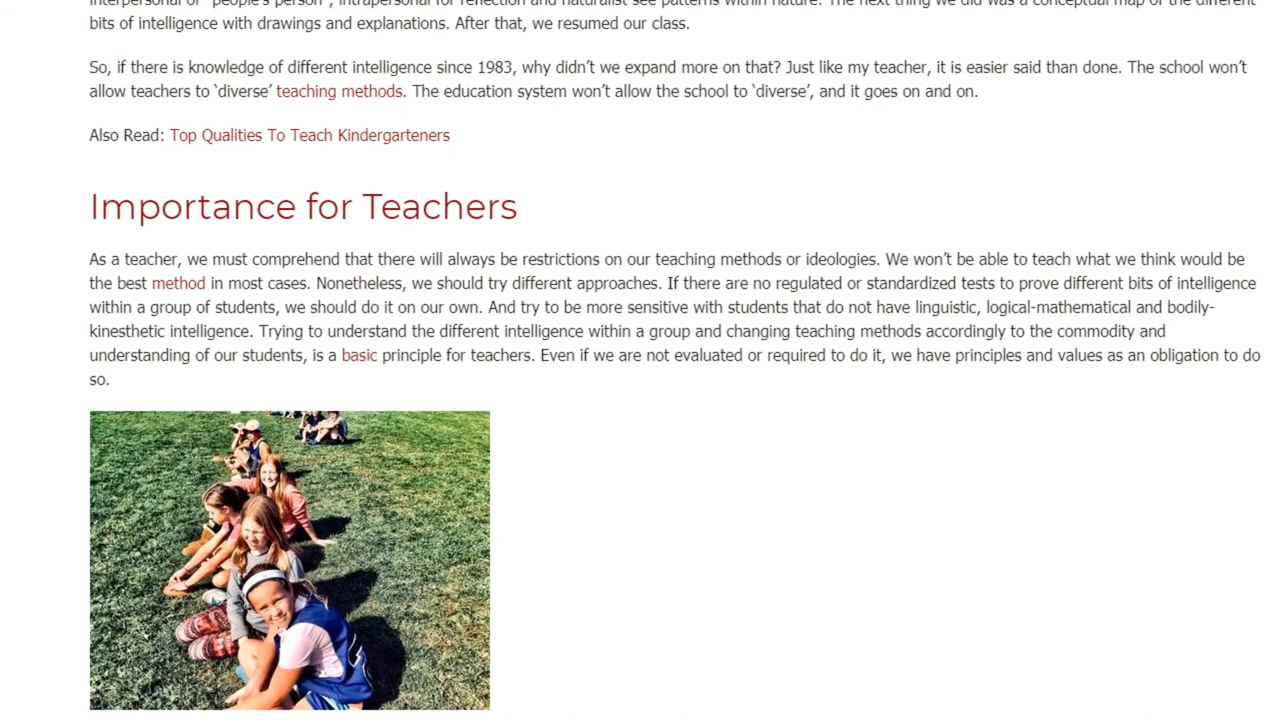 interpersonal or "people's person", intrapersonal for reflection and naturalist see patterns within nature. The next thing we did was a conceptual map of the different
bits of intelligence with drawings and explanations. After that, we resumed our class.
So, if there is knowledge of different intelligence since 1983, why didn't we expand more on that? Just like my teacher, it is easier said than done. The school won't
allow teachers to 'diverse' teaching methods. The education system won't allow the school to 'diverse', and it goes on and on.
Also Read: Top Qualities To Teach Kindergarteners
Importance for Teachers
As a teacher, we must comprehend that there will always be restrictions on our teaching methods or ideologies. We won't be able to teach what we think would be
the best method in most cases. Nonetheless, we should try different approaches. If there are no regulated or standardized tests to prove different bits of intelligence
within a group of students, we should do it on our own. And try to be more sensitive with students that do not have linguistic, logical-mathematical and bodily-
kinesthetic intelligence. Trying to understand the different intelligence within a group and changing teaching methods accordingly to the commodity and
understanding of our students, is a basic principle for teachers. Even if we are not evaluated or required to do it, we have principles and values as an obligation to do
so.